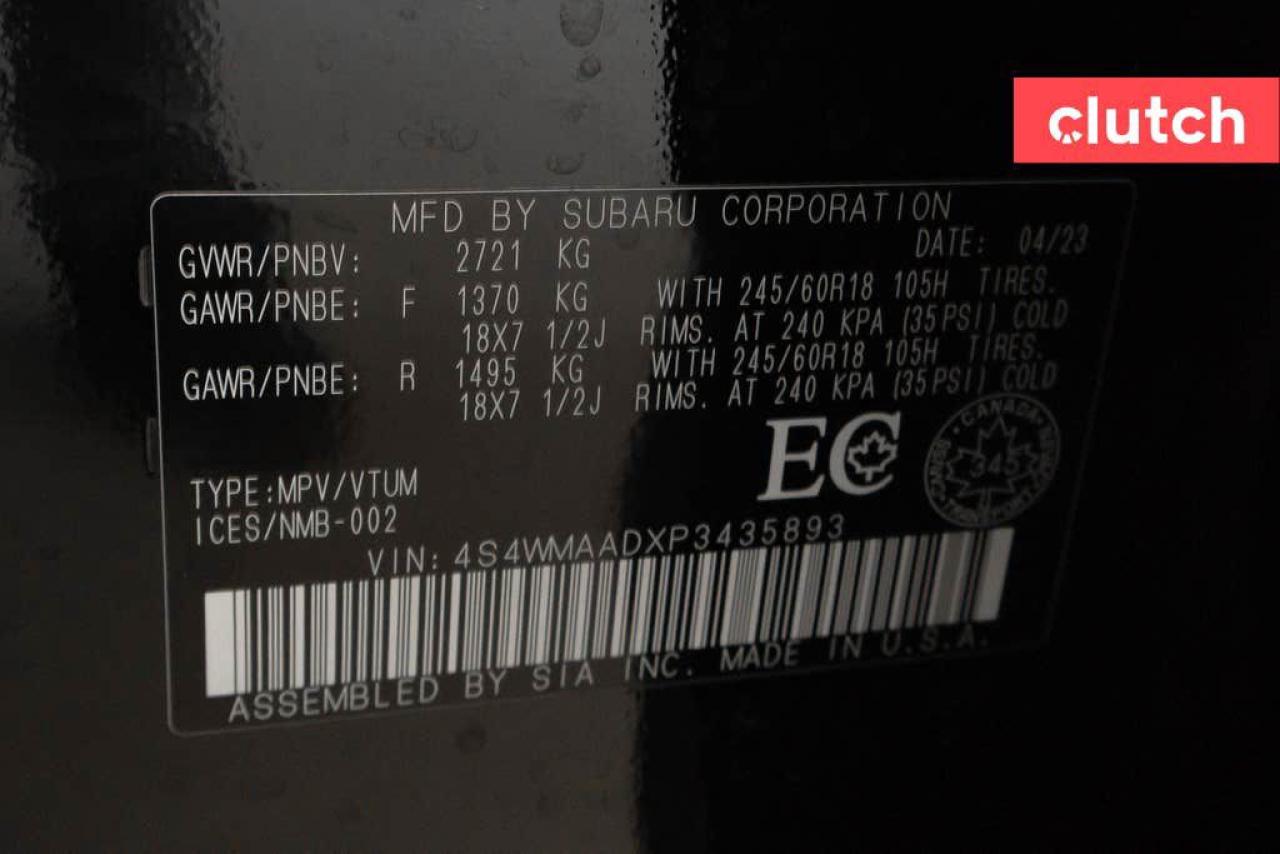 clutch
MFD BY SUBARU CORPORATION
DATE: 04/23
GVWR/PNBV: 2721 KG
GAWR/PNBE: F 1370 KG WITH 245/60R18 105H TIRES.
18X7 1/2J RIMS. AT 240 KPA (35PSI) COLD
GAWR/PNBE: R 1495 KG WITH 245/60R18 105H TIRES.
18X7 1/2J RIMS. AT 240 KPA (35PSI) COLD
EC
CANADA
345
TRANSPORT
TYPE:MPV/VTUM
ICES/NMB-002
VIN: 4S4WMAADXP3435893
ASSEMBLED BY SIA INC. MADE IN U.S.A.